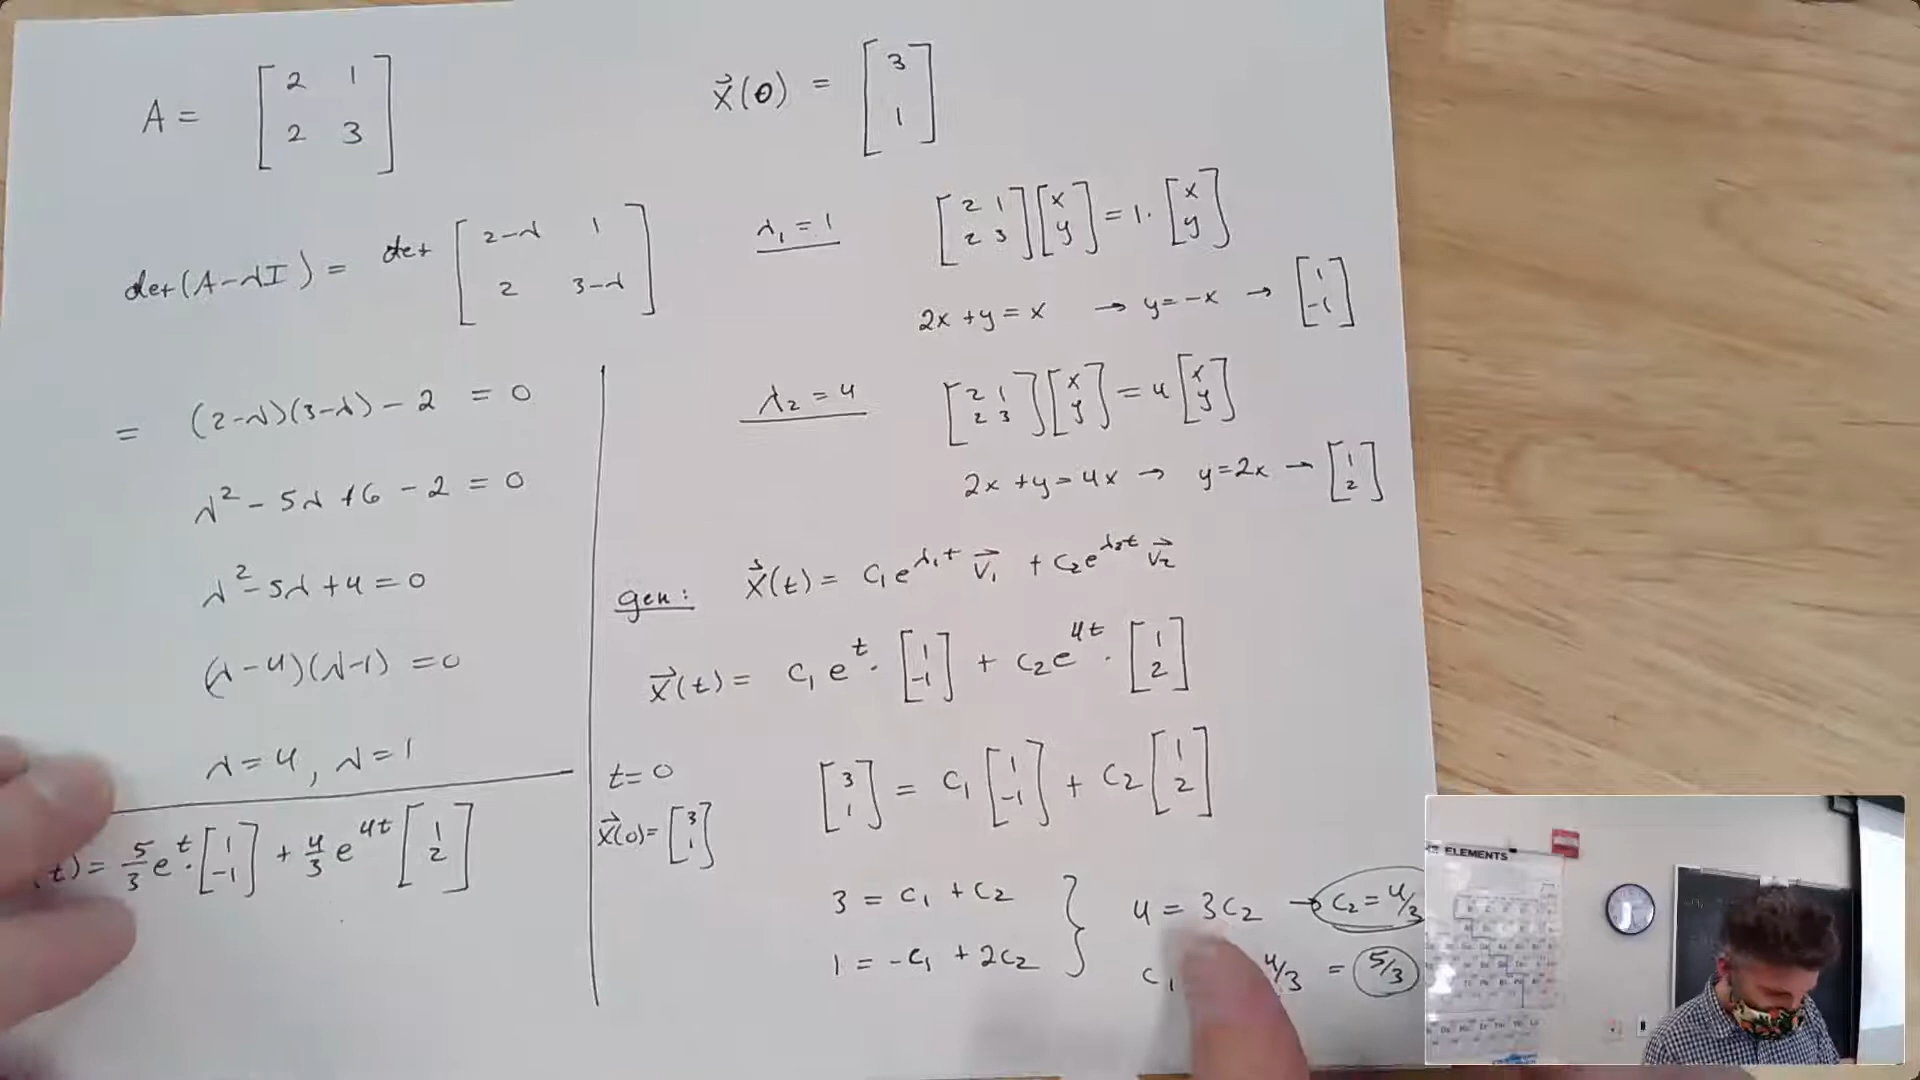 A = [2 1; 2 3]
x⃗(0) = [3; 1]
det(A-λI) = det [2-λ 1; 2 3-λ]
= (2-λ)(3-λ) - 2 = 0
λ² - 5λ + 6 - 2 = 0
λ² - 5λ + 4 = 0
(λ-4)(λ-1) = 0
λ = 4, λ = 1
t) = 5/3 e^t · [1; -1] + 4/3 e^4t [1; 2]
λ₁ = 1
[2 1; 2 3] [x; y] = 1 · [x; y]
2x + y = x → y = -x → [1; -1]
λ₂ = 4
[2 1; 2 3] [x; y] = 4 [x; y]
2x + y = 4x → y = 2x → [1; 2]
gen: x⃗(t) = c₁e^λ₁t v⃗₁ + c₂e^λ₂t v⃗₂
x⃗(t) = c₁ e^t · [1; -1] + c₂e^4t · [1; 2]
t = 0
x⃗(0) = [3; 1]
[3; 1] = c₁ [1; -1] + c₂ [1; 2]
3 = c₁ + c₂
1 = -c₁ + 2c₂
} 4 = 3c₂ → c₂ = 4/3
c₁ 4/3 = 5/3
ELEMENTS